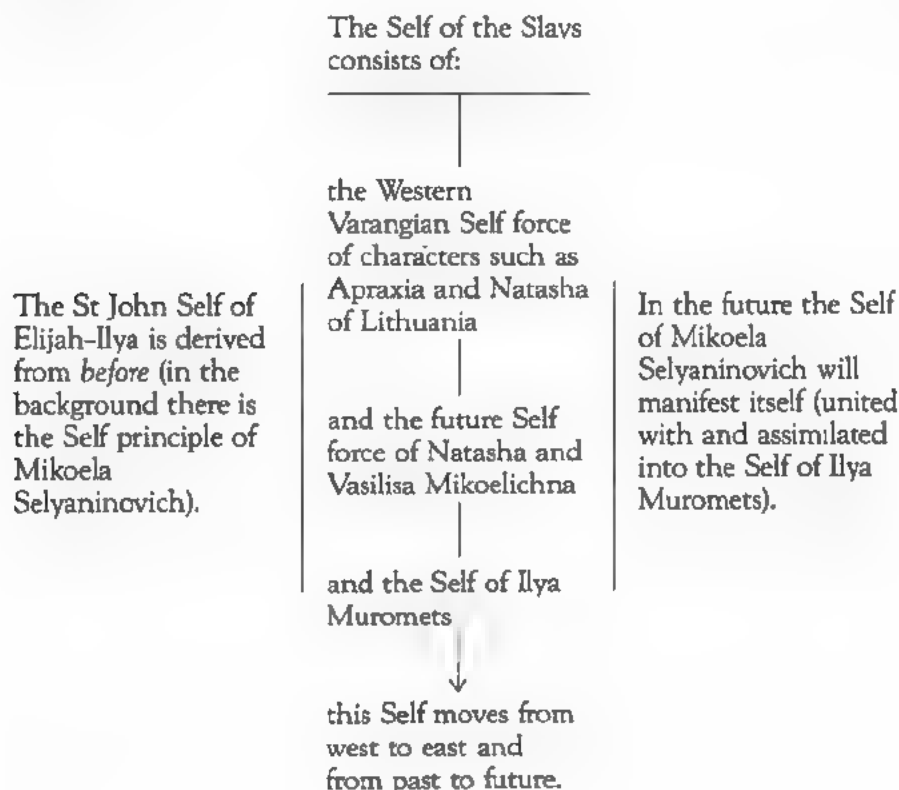 The Self of the Slavs
consists of:
the Western
Varangian Self force
of characters such as
Apraxia and Natasha
of Lithuania
The St John Self of
Elijah-Ilya is derived
from before (in the
background there is
the Self principle of
Mikoela
Selyaninovich).
and the future Self
force of Natasha and
Vasilisa Mikoelichna
In the future the Self
of Mikoela
Selyaninovich will
manifest itself (united
with and assimilated
into the Self of Ilya
Muromets).
and the Self of Ilya
Muromets
this Self moves from
west to east and
from past to future.